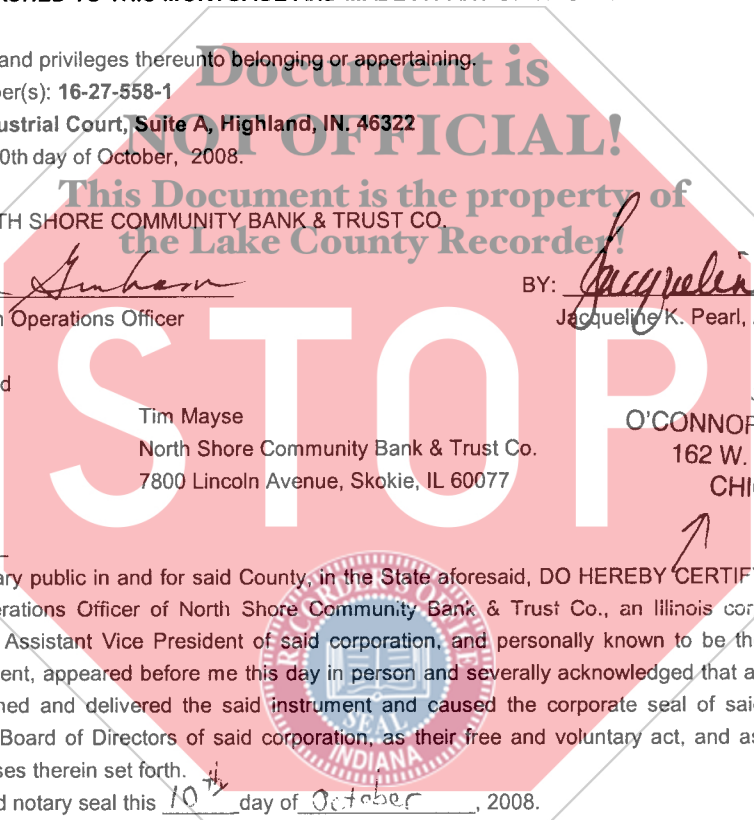 Document is
and privileges thereunto belonging or appertaining.
er(s): 16-27-558-1
NOT OFFICIAL!
ustrial Court, Suite A, Highland, IN. 46322
0th day of October, 2008.
This Document is the property of
TH SHORE COMMUNITY BANK & TRUST CO.
the Lake County Recorder!
Graham
BY: Jacquelin
n Operations Officer
Jacqueline K. Pearl,
STOP
d
Tim Mayse
North Shore Community Bank & Trust Co.
7800 Lincoln Avenue, Skokie, IL 60077
O'CONNOR
162 W.
CHI
ary public in and for said County, in the State aforesaid, DO HEREBY CERTIFY
erations Officer of North Shore Community Bank & Trust Co., an Illinois cor
Assistant Vice President of said corporation, and personally known to be th
ent, appeared before me this day in person and severally acknowledged that a
ned and delivered the said instrument and caused the corporate seal of sai
Board of Directors of said corporation, as their free and voluntary act, and as
ses therein set forth.
d notary seal this 10th day of October, 2008.
RECORDER'S OFFICE
SEAL
INDIANA